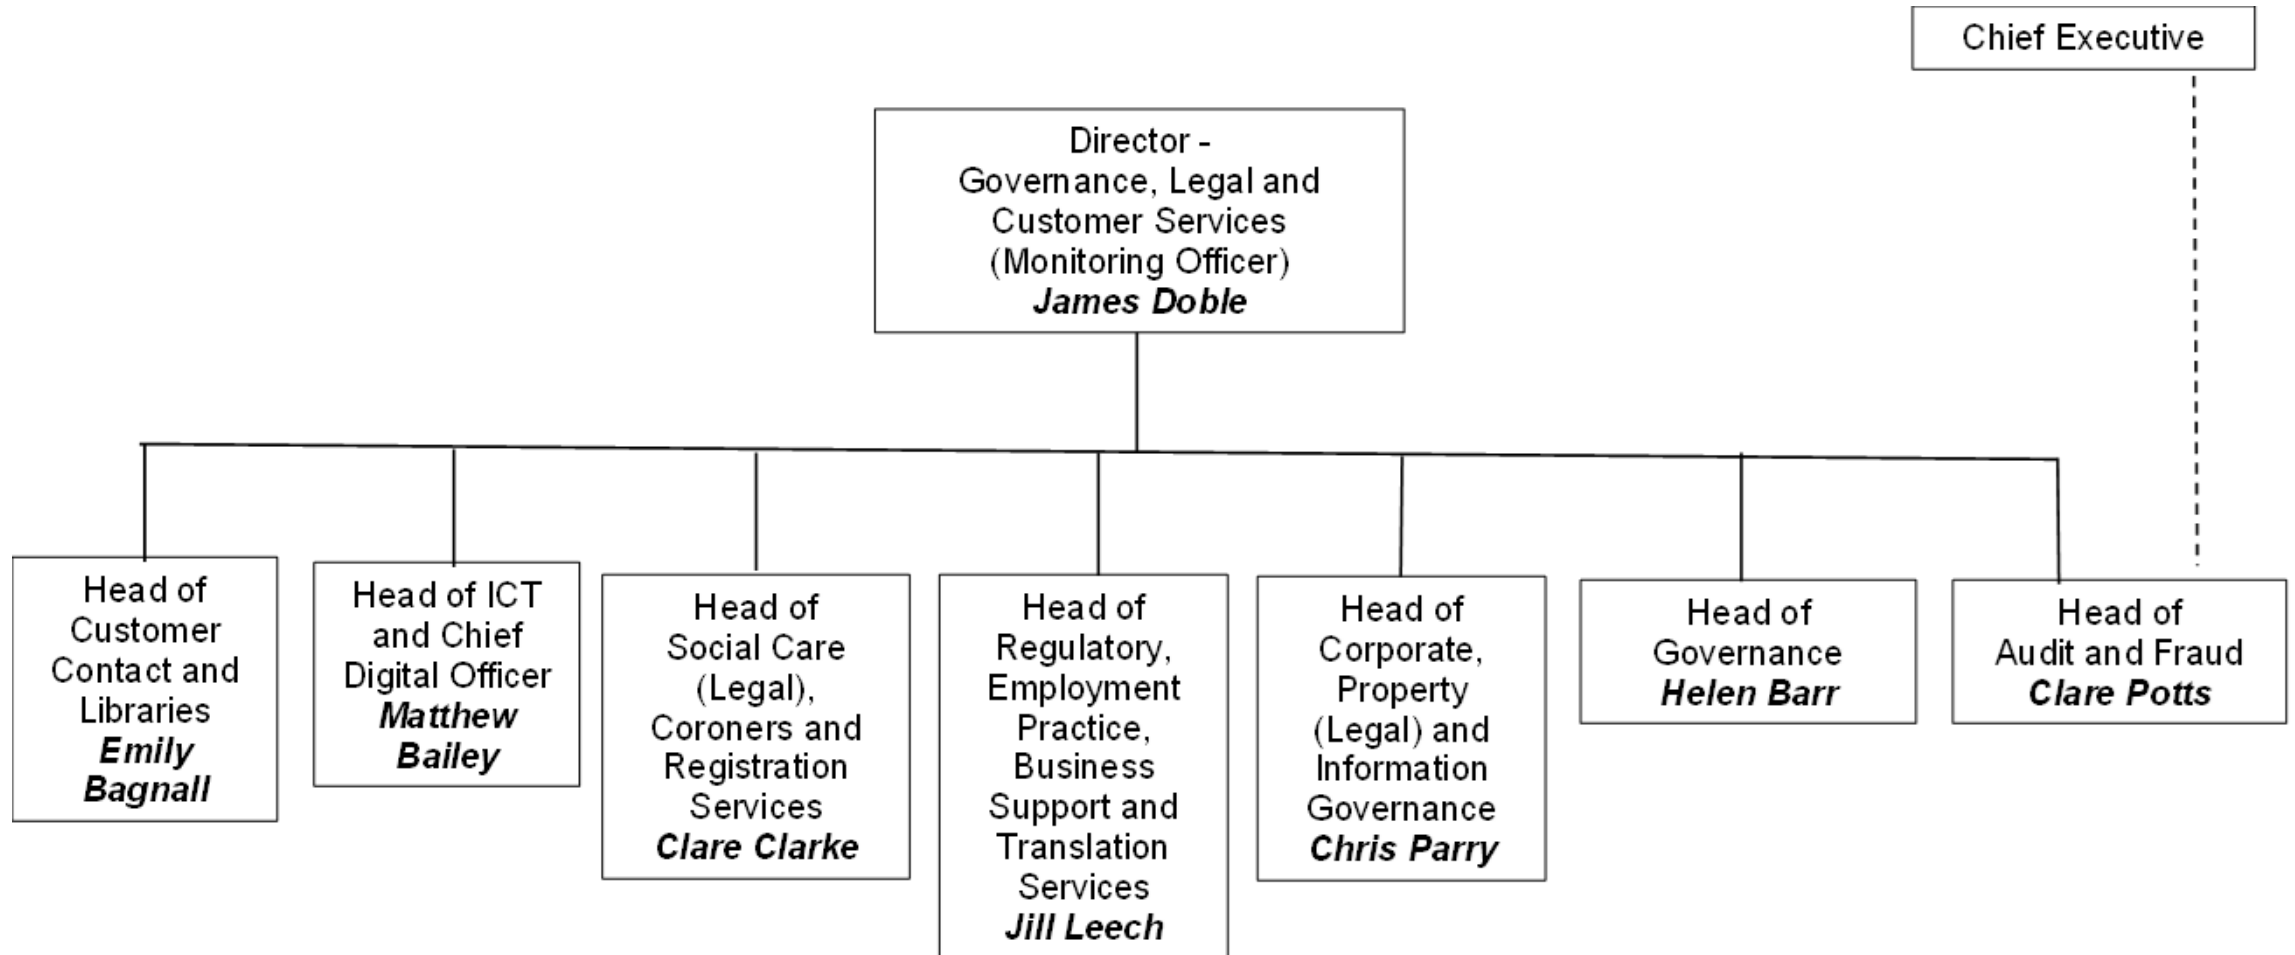 Chief Executive
Director -
Governance, Legal and
Customer Services
(Monitoring Officer)
James Doble
Head of
Customer
Contact and
Libraries
Emily
Bagnall
Head of ICT
and Chief
Digital Officer
Matthew
Bailey
Head of
Social Care
(Legal),
Coroners and
Registration
Services
Clare Clarke
Head of
Regulatory,
Employment
Practice,
Business
Support and
Translation
Services
Jill Leech
Head of
Corporate,
Property
(Legal) and
Information
Governance
Chris Parry
Head of
Governance
Helen Barr
Head of
Audit and Fraud
Clare Potts